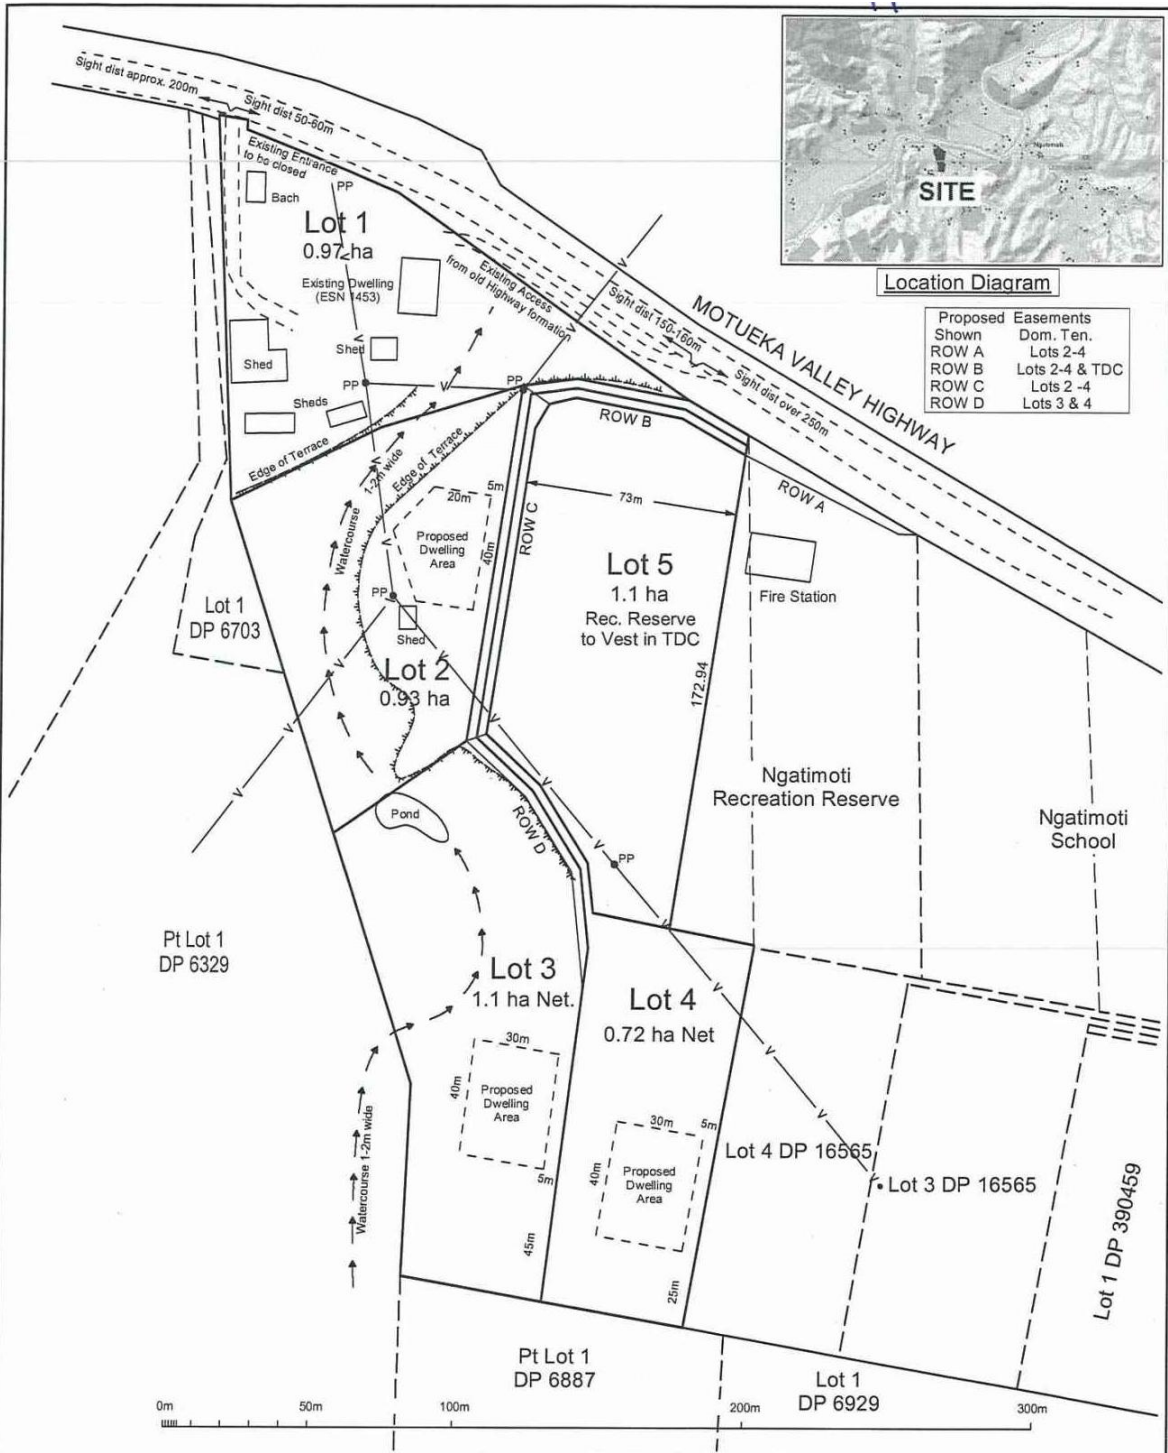 Sight dist approx. 200m
Sight dist 50-60m
Existing Entrance
to be closed
PP
Bach
Lot 1
0.97 ha
Existing Dwelling
(ESN 1453)
Existing Access
from old Highway formation
Sight dist 150-160m
MOTUEKA VALLEY HIGHWAY
Sight dist over 250m
SITE
Location Diagram
Proposed Easements
Shown Dom. Ten.
ROW A Lots 2-4
ROW B Lots 2-4 & TDC
ROW C Lots 2 -4
ROW D Lots 3 & 4
Shed
Shed
PP
PP
Sheds
Edge of Terrace
1-2m wide
Edge of Terrace
Watercourse
ROW B
ROW A
ROW C
73m
20m
5m
40m
Proposed
Dwelling
Area
Lot 5
1.1 ha
Rec. Reserve
to Vest in TDC
172.94
Fire Station
PP
Shed
Lot 1
DP 6703
Lot 2
0.93 ha
Ngatimoti
Recreation Reserve
Ngatimoti
School
Pond
ROW D
PP
Pt Lot 1
DP 6329
Lot 3
1.1 ha Net.
Lot 4
0.72 ha Net
30m
40m
Proposed
Dwelling
Area
5m
45m
30m
5m
40m
Proposed
Dwelling
Area
25m
Watercourse 1-2m wide
Lot 4 DP 16565
Lot 3 DP 16565
Lot 1 DP 390459
Pt Lot 1
DP 6887
Lot 1
DP 6929
0m 50m 100m 200m 300m